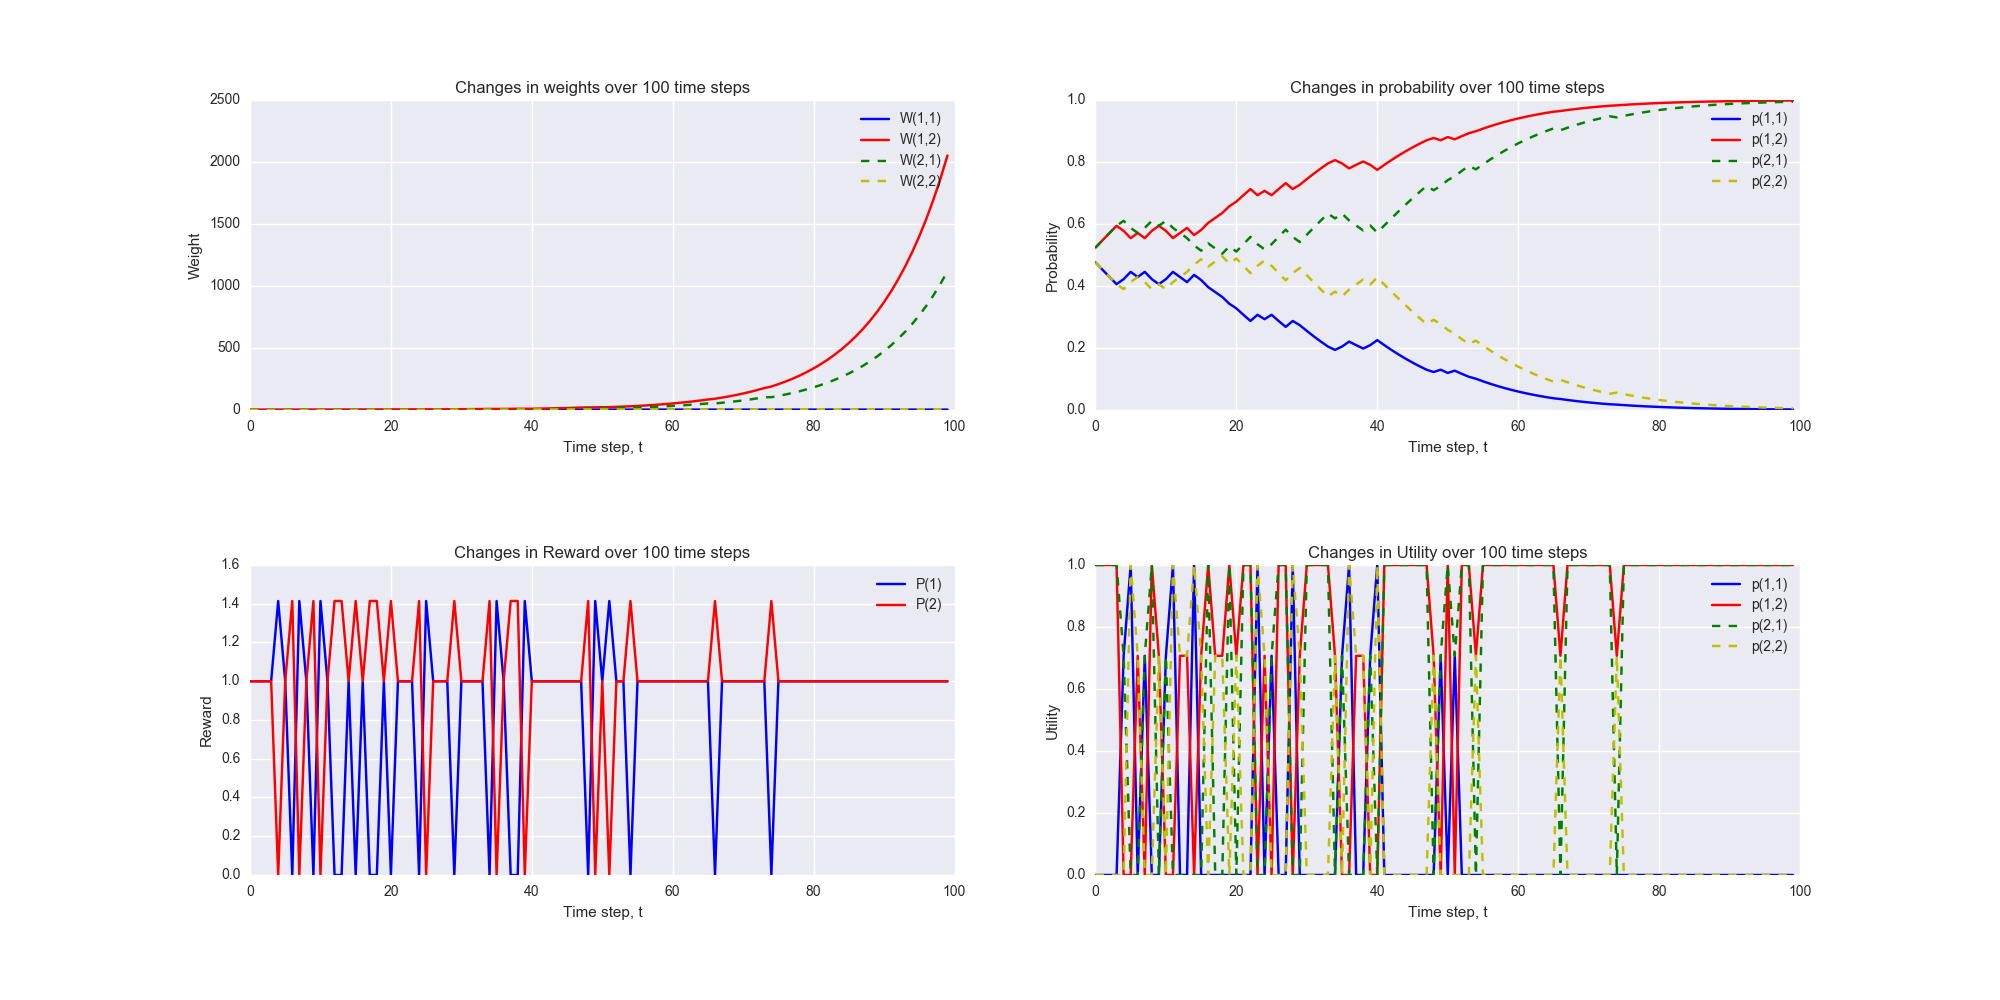 Changes in weights over 100 time steps
2500
2000
1500
1000
500
0
Weight
W(1,1)
W(1,2)
W(2,1)
W(2,2)
0 20 40 60 80 100
Time step, t
Changes in probability over 100 time steps
1.0
0.8
0.6
0.4
0.2
0.0
Probability
p(1,1)
p(1,2)
p(2,1)
p(2,2)
0 20 40 60 80 100
Time step, t
Changes in Reward over 100 time steps
1.6
1.4
1.2
1.0
0.8
0.6
0.4
0.2
0.0
Reward
P(1)
P(2)
0 20 40 60 80 100
Time step, t
Changes in Utility over 100 time steps
1.0
0.8
0.6
0.4
0.2
0.0
Utility
p(1,1)
p(1,2)
p(2,1)
p(2,2)
0 20 40 60 80 100
Time step, t